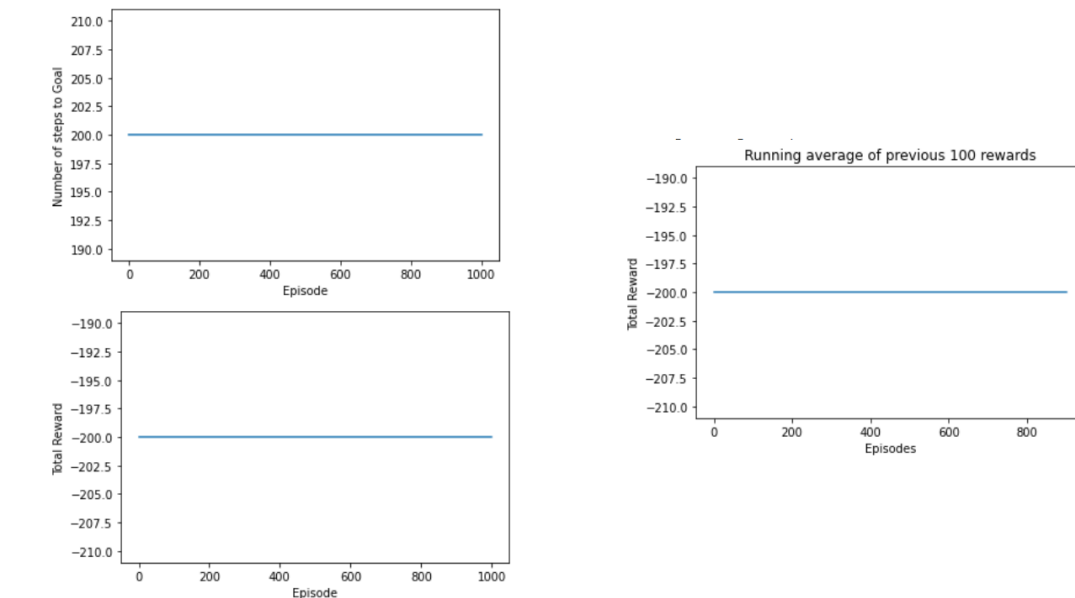 210.0
207.5
205.0
202.5
200.0
197.5
195.0
192.5
190.0
Number of steps to Goal
0 200 400 600 800 1000
Episode
−190.0
−192.5
−195.0
−197.5
−200.0
−202.5
−205.0
−207.5
−210.0
Total Reward
0 200 400 600 800 1000
Episode
Running average of previous 100 rewards
−190.0
−192.5
−195.0
−197.5
−200.0
−202.5
−205.0
−207.5
−210.0
Total Reward
0 200 400 600 800
Episodes